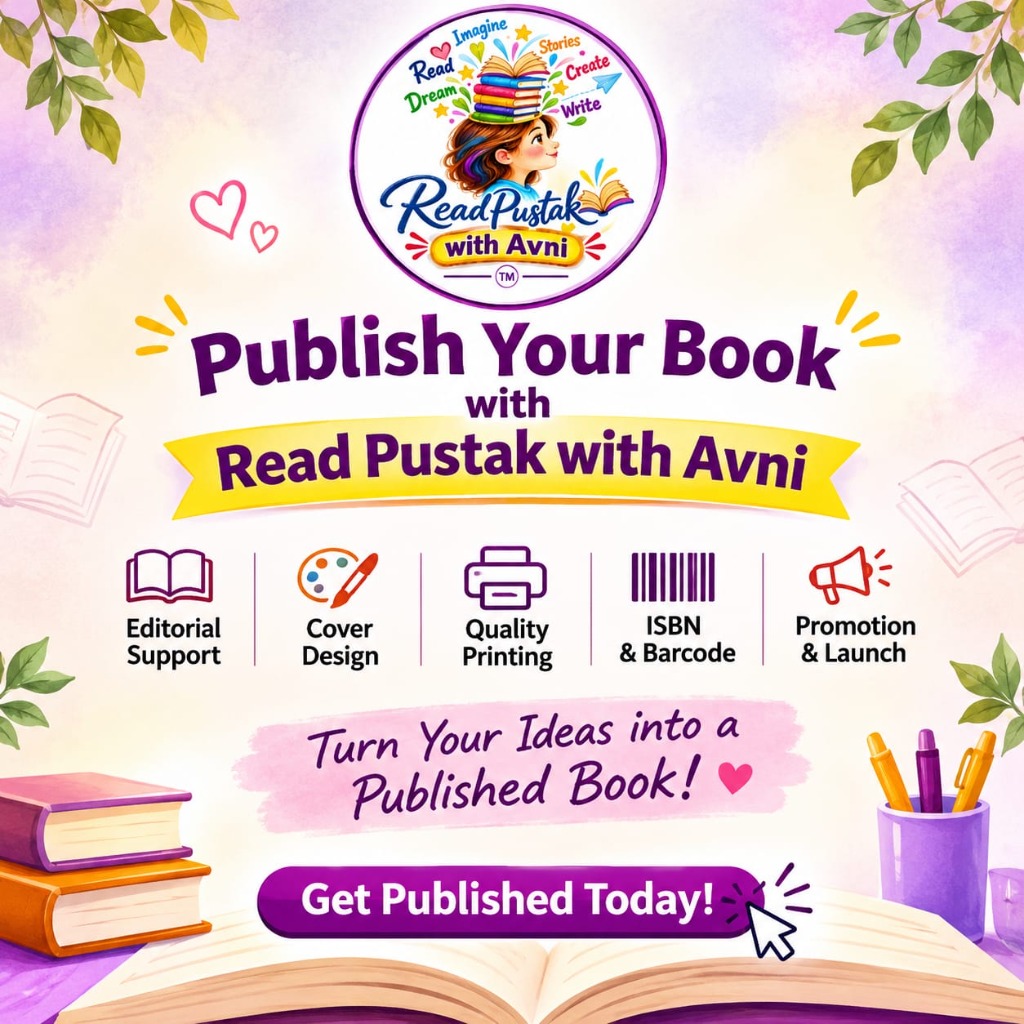 Imagine
Read
Stories
Dream
Create
Write
ReadPustak
with Avni
TM
Publish Your Book
with
Read Pustak with Avni
Editorial
Support
Cover
Design
Quality
Printing
ISBN
& Barcode
Promotion
& Launch
Turn Your Ideas into a
Published Book!
Get Published Today!